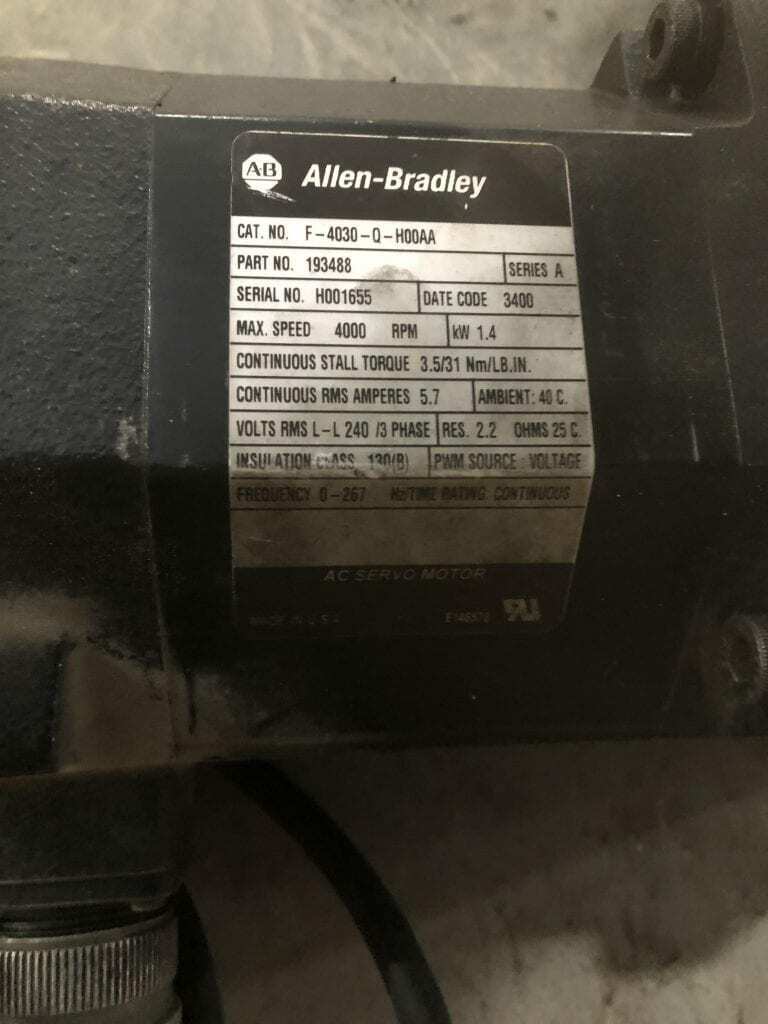 AB Allen-Bradley
CAT. NO. F-4030-Q-H00AA
PART NO. 193488 SERIES A
SERIAL NO. H001655 DATE CODE 3400
MAX. SPEED 4000 RPM kW 1.4
CONTINUOUS STALL TORQUE 3.5/31 Nm/LB.IN.
CONTINUOUS RMS AMPERES 5.7 AMBIENT: 40 C.
VOLTS RMS L-L 240 /3 PHASE RES. 2.2 OHMS 25 C.
INSULATION CLASS 130(B) PWM SOURCE : VOLTAGE
FREQUENCY 0-267 Hz/TIME RATING CONTINUOUS
AC SERVO MOTOR
MADE IN U.S.A.